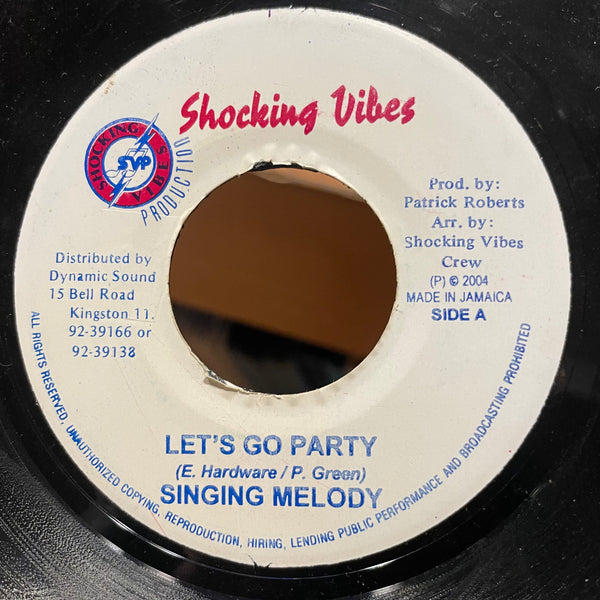 Shocking Vibes
SHOCKING VIBES
SVP
PRODUCTION
Prod. by:
Patrick Roberts
Arr. by:
Shocking Vibes
Crew
(P) © 2004
MADE IN JAMAICA
SIDE A
Distributed by
Dynamic Sound
15 Bell Road
Kingston 11.
92-39166 or
92-39138
LET'S GO PARTY
(E. Hardware / P. Green)
SINGING MELODY
ALL RIGHTS RESERVED, UNAUTHORIZED COPYING, REPRODUCTION, HIRING, LENDING PUBLIC PERFORMANCE AND BROADCASTING PROHIBITED